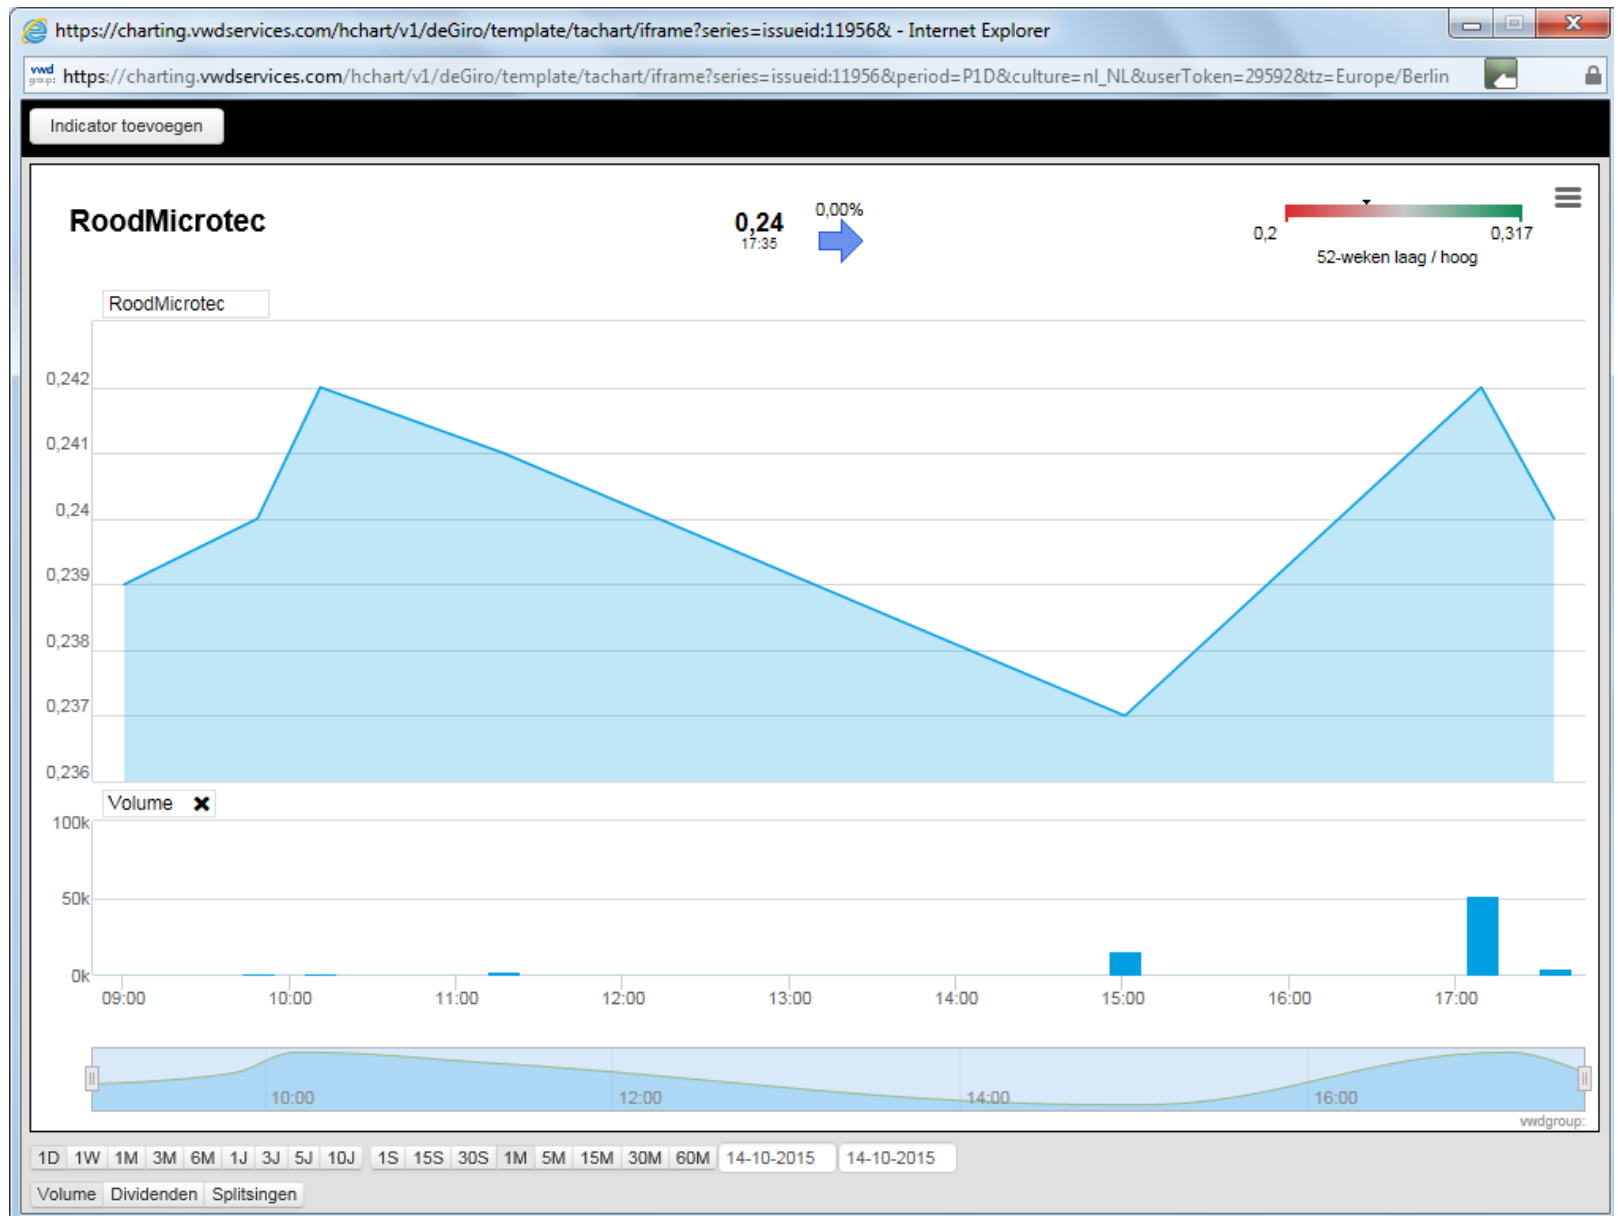 https://charting.vwdservices.com/hchart/v1/deGiro/template/tachart/iframe?series=issueid:11956& - Internet Explorer
vwd group: https://charting.vwdservices.com/hchart/v1/deGiro/template/tachart/iframe?series=issueid:11956&period=P1D&culture=nl_NL&userToken=29592&tz=Europe/Berlin
Indicator toevoegen
RoodMicrotec
0,24
17:35
0,00%
0,2
0,317
52-weken laag / hoog
RoodMicrotec
0,242
0,241
0,24
0,239
0,238
0,237
0,236
Volume
100k
50k
0k
09:00 10:00 11:00 12:00 13:00 14:00 15:00 16:00 17:00
10:00 12:00 14:00 16:00
vwdgroup:
1D 1W 1M 3M 6M 1J 3J 5J 10J 1S 15S 30S 1M 5M 15M 30M 60M 14-10-2015 14-10-2015
Volume Dividenden Splitsingen